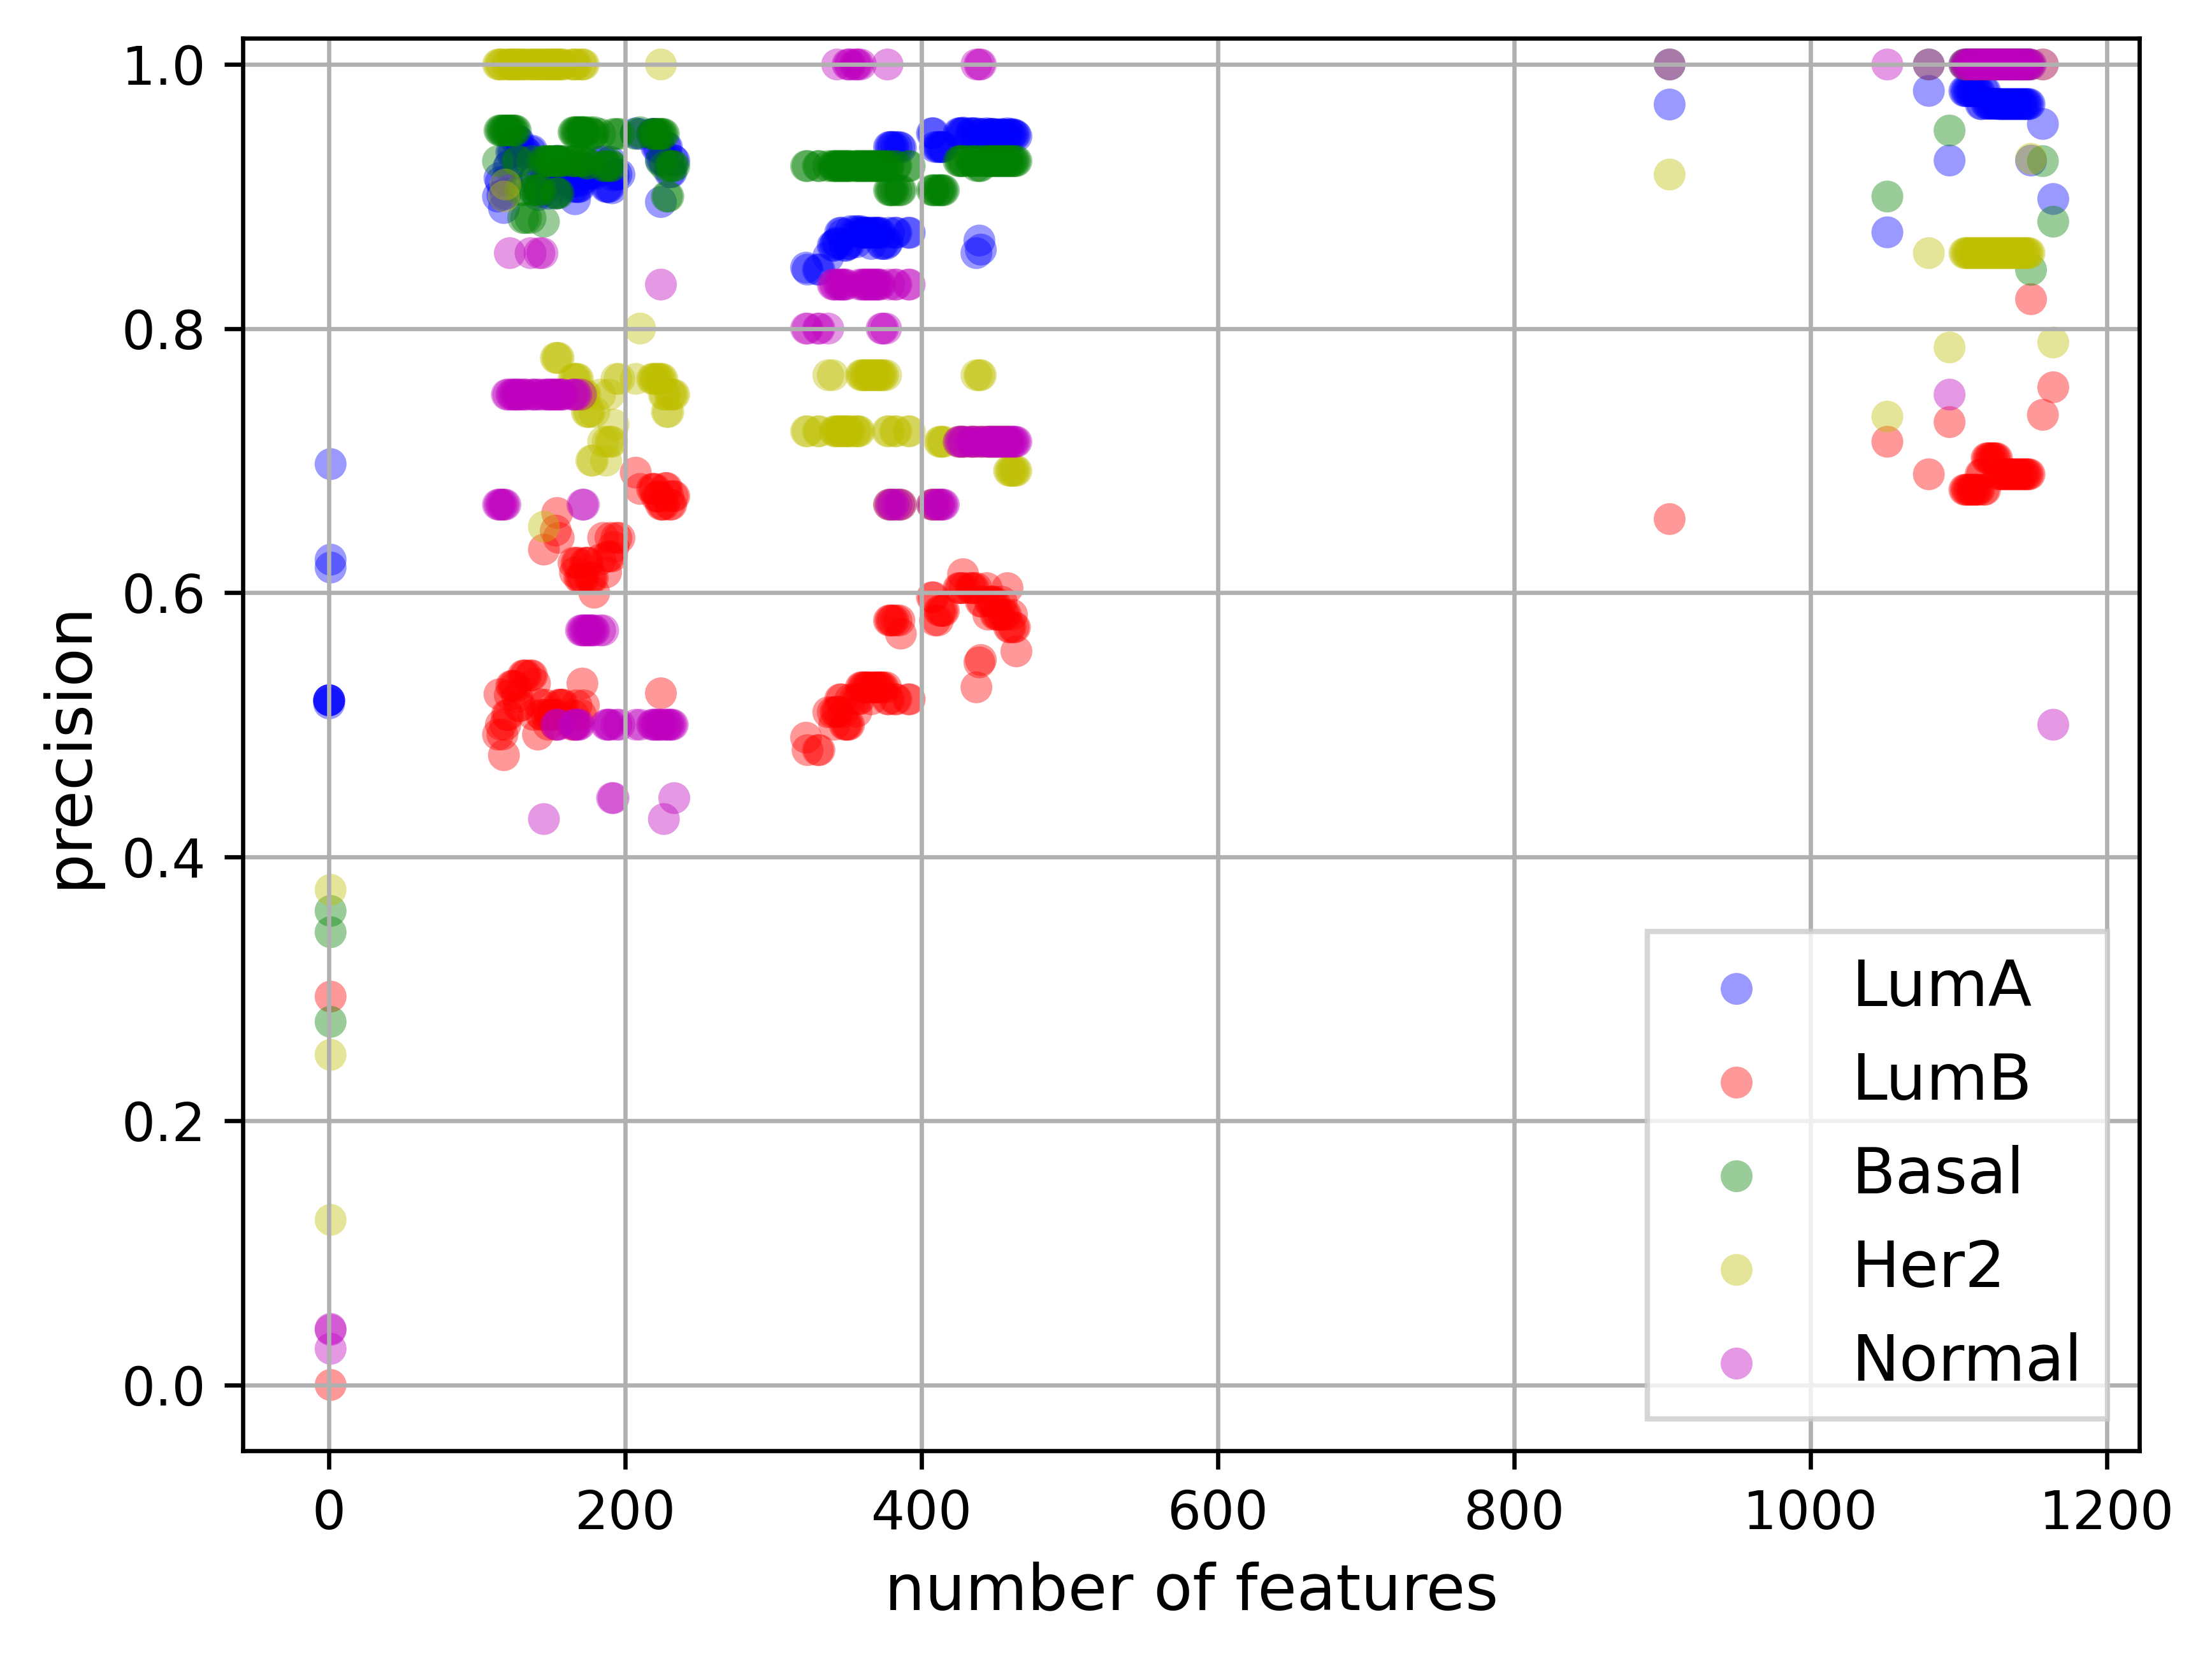 1.0
0.8
0.6
0.4
0.2
0.0
precision
0 200 400 600 800 1000 1200
number of features
LumA
LumB
Basal
Her2
Normal